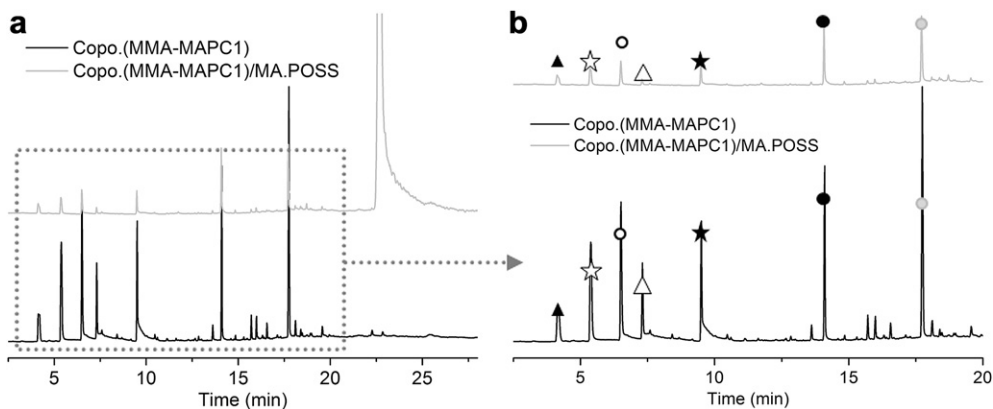 a
Copo.(MMA-MAPC1)
Copo.(MMA-MAPC1)/MA.POSS
5 10 15 20 25
Time (min)
b
Copo.(MMA-MAPC1)
Copo.(MMA-MAPC1)/MA.POSS
5 10 15 20
Time (min)